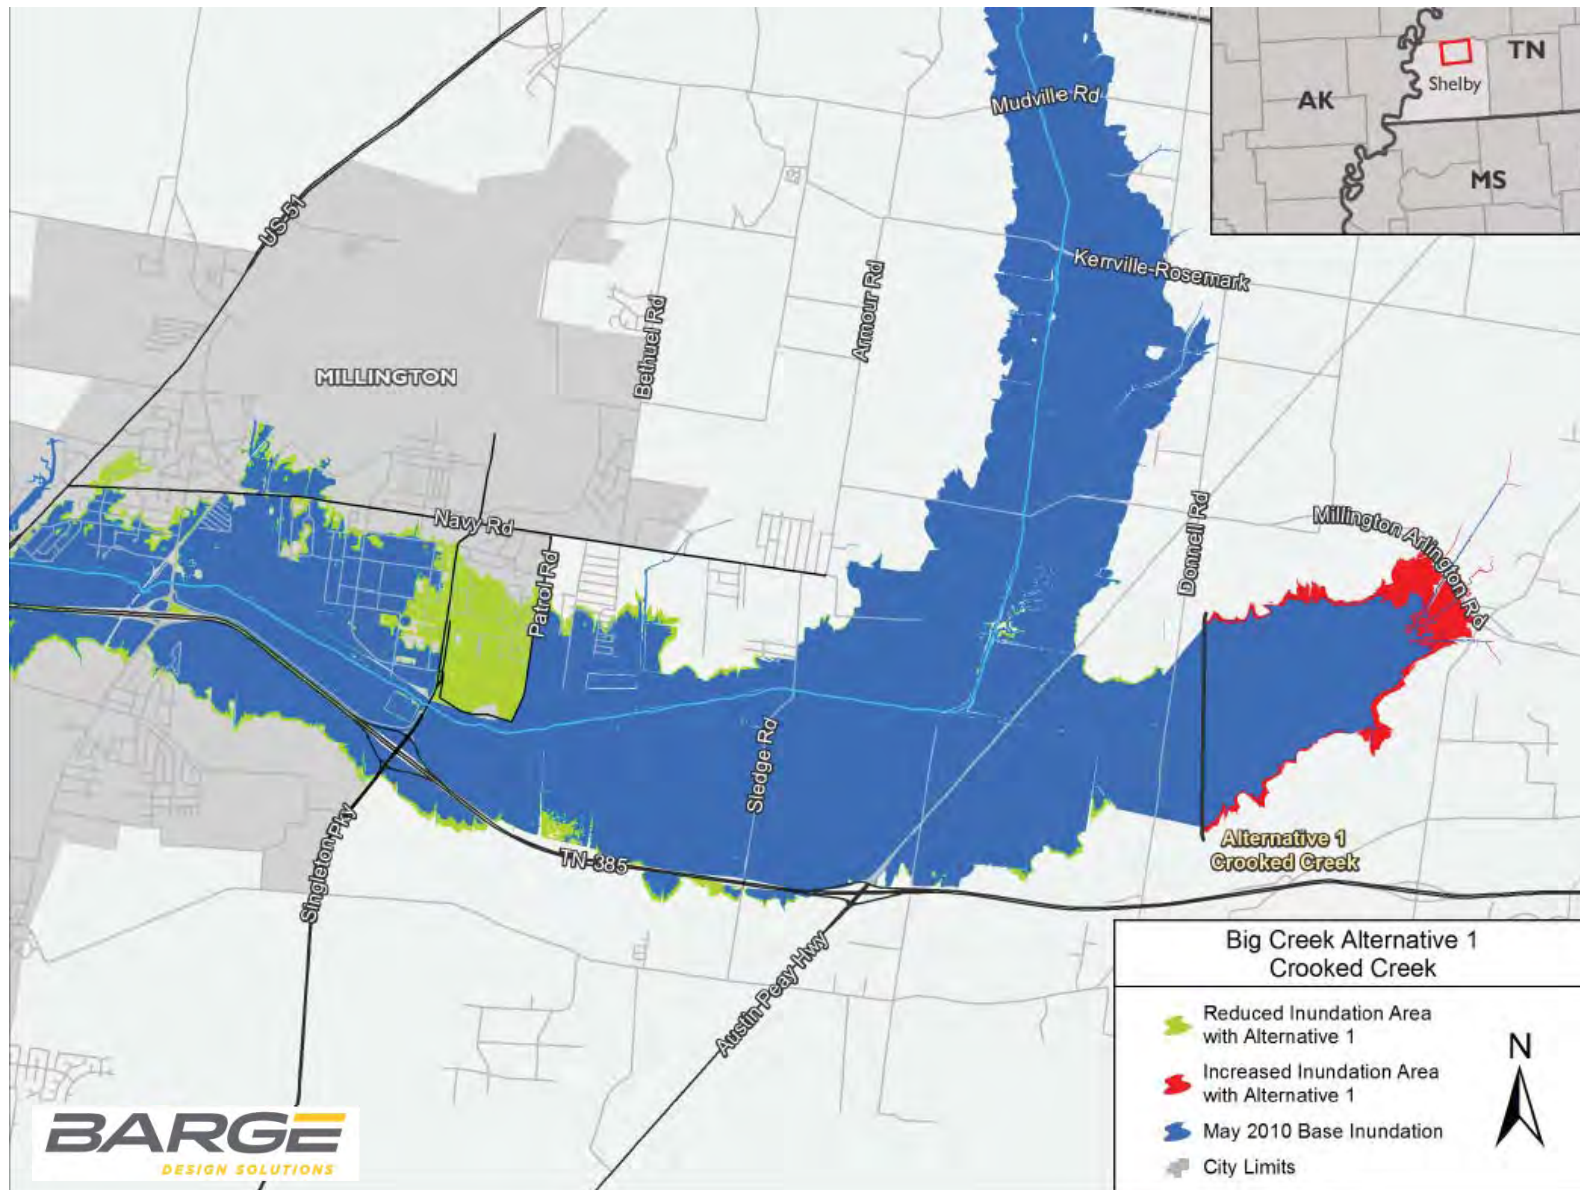 Mudville Rd
TN
Shelby
AK
MS
US-51
Kerrville-Rosemark
Armour Rd
Bethuel Rd
MILLINGTON
Navy Rd
Patrol Rd
Donnell Rd
Millington Arlington Rd
Sledge Rd
Singleton Pky
TN-385
Austin Peay Hwy
Alternative 1
Crooked Creek
Big Creek Alternative 1
Crooked Creek
Reduced Inundation Area
with Alternative 1
Increased Inundation Area
with Alternative 1
May 2010 Base Inundation
City Limits
N
BARGE
DESIGN SOLUTIONS